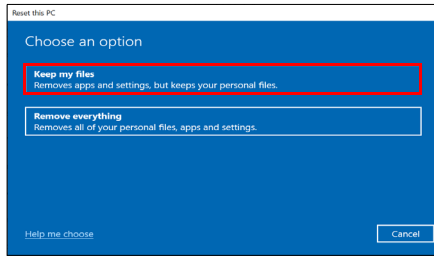 Reset this PC
Choose an option
Keep my files
Removes apps and settings, but keeps your personal files.
Remove everything
Removes all of your personal files, apps and settings.
Help me choose
Cancel